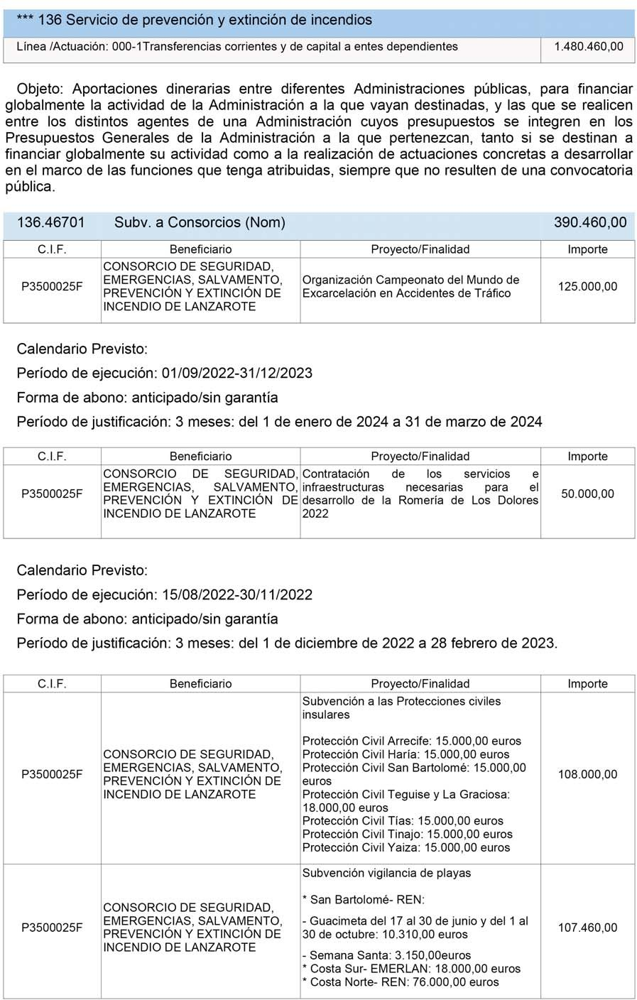 *** 136 Servicio de prevención y extinción de incendios
Línea /Actuación: 000-1Transferencias corrientes y de capital a entes dependientes 1.480.460,00
Objeto: Aportaciones dinerarias entre diferentes Administraciones públicas, para financiar
globalmente la actividad de la Administración a la que vayan destinadas, y las que se realicen
entre los distintos agentes de una Administración cuyos presupuestos se integren en los
Presupuestos Generales de la Administración a la que pertenezcan, tanto si se destinan a
financiar globalmente su actividad como a la realización de actuaciones concretas a desarrollar
en el marco de las funciones que tenga atribuidas, siempre que no resulten de una convocatoria
pública.
136.46701 Subv. a Consorcios (Nom) 390.460,00
C.I.F. Beneficiario Proyecto/Finalidad Importe
P3500025F
CONSORCIO DE SEGURIDAD,
EMERGENCIAS, SALVAMENTO,
PREVENCIÓN Y EXTINCIÓN DE
INCENDIO DE LANZAROTE
Organización Campeonato del Mundo de
Excarcelación en Accidentes de Tráfico
125.000,00
Calendario Previsto:
Período de ejecución: 01/09/2022-31/12/2023
Forma de abono: anticipado/sin garantía
Período de justificación: 3 meses: del 1 de enero de 2024 a 31 de marzo de 2024
C.I.F. Beneficiario Proyecto/Finalidad Importe
P3500025F
CONSORCIO DE SEGURIDAD,
EMERGENCIAS, SALVAMENTO,
PREVENCIÓN Y EXTINCIÓN DE
INCENDIO DE LANZAROTE
Contratación de los servicios e
infraestructuras necesarias para el
desarrollo de la Romería de Los Dolores
2022
50.000,00
Calendario Previsto:
Período de ejecución: 15/08/2022-30/11/2022
Forma de abono: anticipado/sin garantía
Período de justificación: 3 meses: del 1 de diciembre de 2022 a 28 febrero de 2023.
C.I.F. Beneficiario Proyecto/Finalidad Importe
P3500025F
CONSORCIO DE SEGURIDAD,
EMERGENCIAS, SALVAMENTO,
PREVENCIÓN Y EXTINCIÓN DE
INCENDIO DE LANZAROTE
Subvención a las Protecciones civiles
insulares
Protección Civil Arrecife: 15.000,00 euros
Protección Civil Haría: 15.000,00 euros
Protección Civil San Bartolomé: 15.000,00
euros
Protección Civil Teguise y La Graciosa:
18.000,00 euros
Protección Civil Tías: 15.000,00 euros
Protección Civil Tinajo: 15.000,00 euros
Protección Civil Yaiza: 15.000,00 euros
108.000,00
P3500025F
CONSORCIO DE SEGURIDAD,
EMERGENCIAS, SALVAMENTO,
PREVENCIÓN Y EXTINCIÓN DE
INCENDIO DE LANZAROTE
Subvención vigilancia de playas
* San Bartolomé- REN:
- Guacimeta del 17 al 30 de junio y del 1 al
30 de octubre: 10.310,00 euros
- Semana Santa: 3.150,00euros
* Costa Sur- EMERLAN: 18.000,00 euros
* Costa Norte- REN: 76.000,00 euros
107.460,00